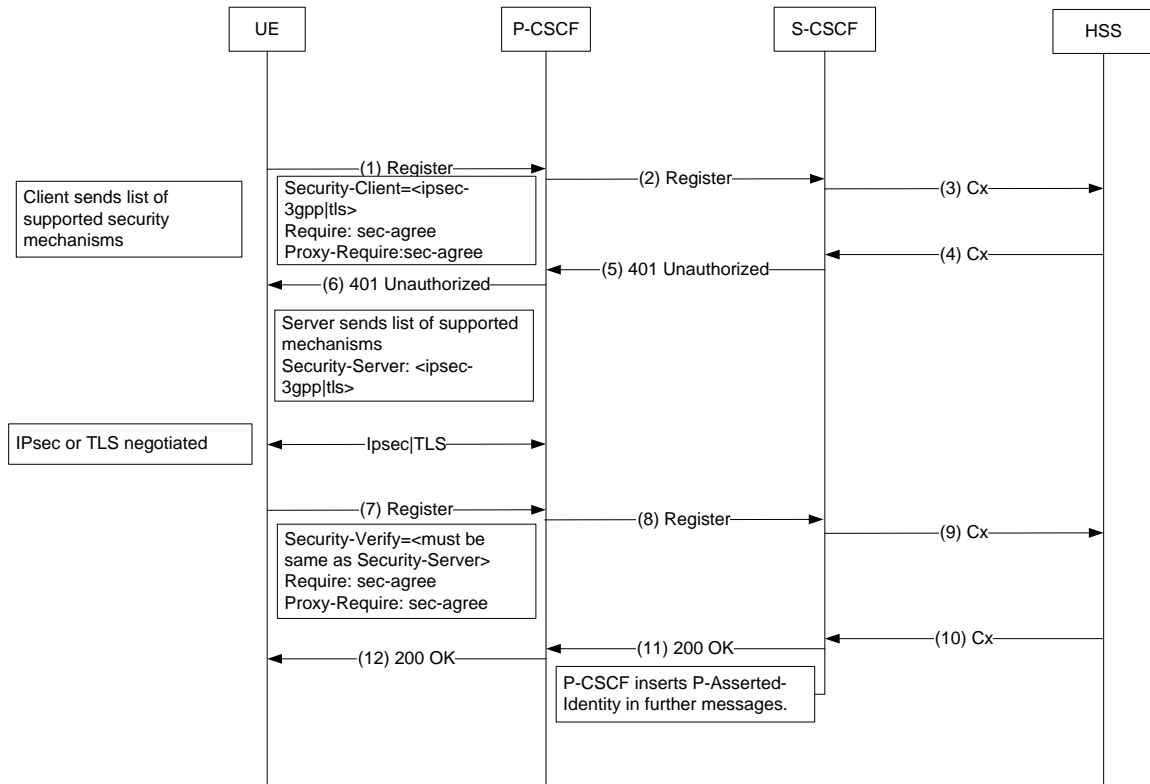 UE
P-CSCF
S-CSCF
HSS
(1) Register
(2) Register
(3) Cx
Client sends list of
supported security
mechanisms
Security-Client=<ipsec-
3gpp|tls>
Require: sec-agree
Proxy-Require:sec-agree
(4) Cx
(5) 401 Unauthorized
(6) 401 Unauthorized
Server sends list of supported
mechanisms
Security-Server: <ipsec-
3gpp|tls>
IPsec or TLS negotiated
Ipsec|TLS
(7) Register
(8) Register
(9) Cx
Security-Verify=<must be
same as Security-Server>
Require: sec-agree
Proxy-Require: sec-agree
(10) Cx
(11) 200 OK
(12) 200 OK
P-CSCF inserts P-Asserted-
Identity in further messages.